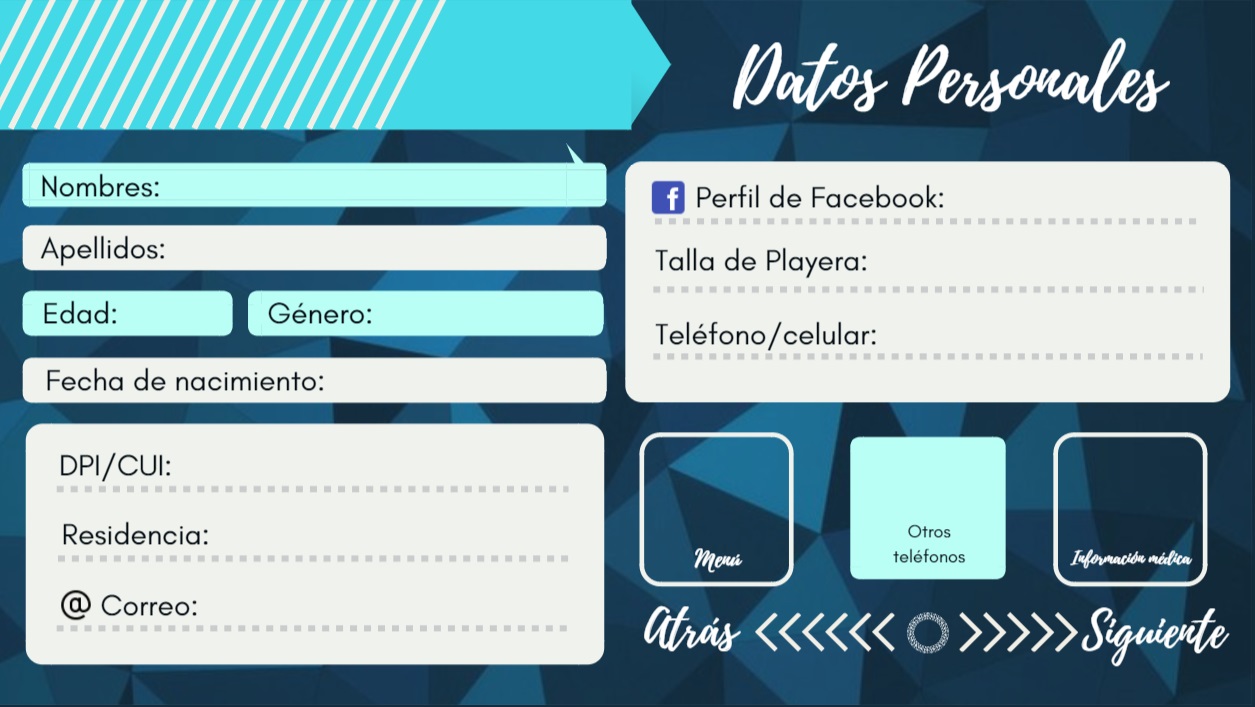 Datos Personales
Nombres:
Apellidos:
Edad:
Género:
Fecha de nacimiento:
DPI/CUI:
Residencia:
@ Correo:
f Perfil de Facebook:
Talla de Playera:
Teléfono/celular:
Menú
Otros
teléfonos
Información médica
Atrás
Siguiente